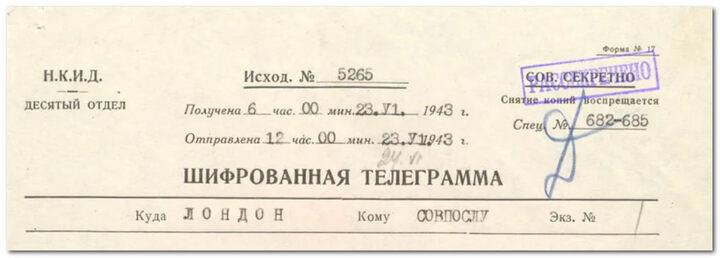 Форма № 17
Н.К.И.Д. Исход. № 5265 СОВ. СЕКРЕТНО
РАССЕКРЕЧЕНО
ДЕСЯТЫЙ ОТДЕЛ Получена 6 час. 00 мин. 23.VI. 1943 г. Снятие копий воспрещается
Отправлена 12 час. 00 мин. 23.VI.1943 г. Спец. № 682-685
24.VI
ШИФРОВАННАЯ ТЕЛЕГРАММА
Куда ЛОНДОН Кому СОВПОСЛУ Экз. №